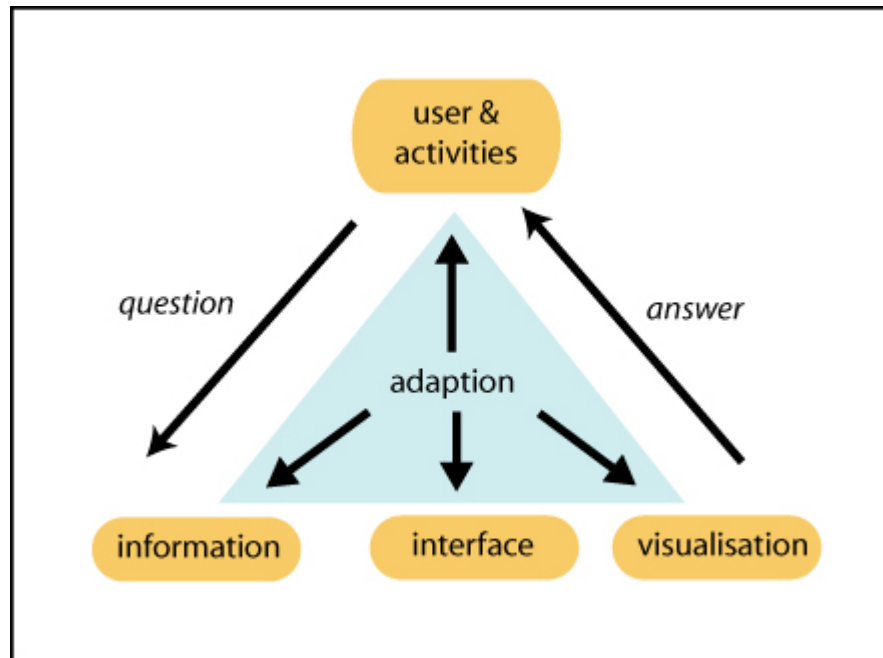 user &
activities
question
answer
adaption
information
interface
visualisation